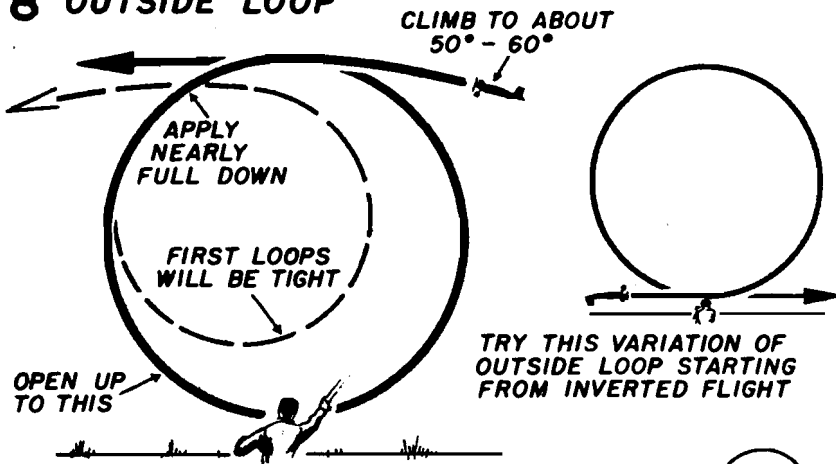 8 OUTSIDE LOOP
CLIMB TO ABOUT
50° - 60°
APPLY
NEARLY
FULL DOWN
FIRST LOOPS
WILL BE TIGHT
OPEN UP
TO THIS
TRY THIS VARIATION OF
OUTSIDE LOOP STARTING
FROM INVERTED FLIGHT